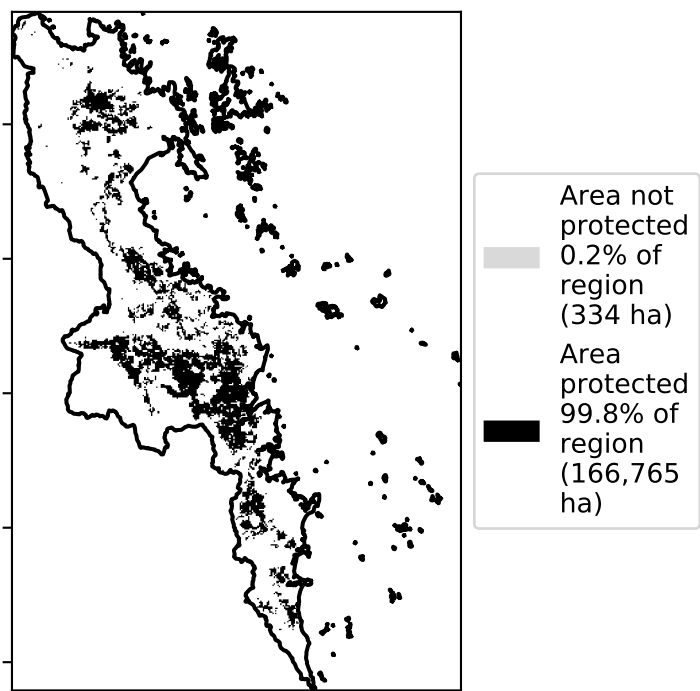 Area not
protected
0.2% of
region
(334 ha)
Area
protected
99.8% of
region
(166,765
ha)